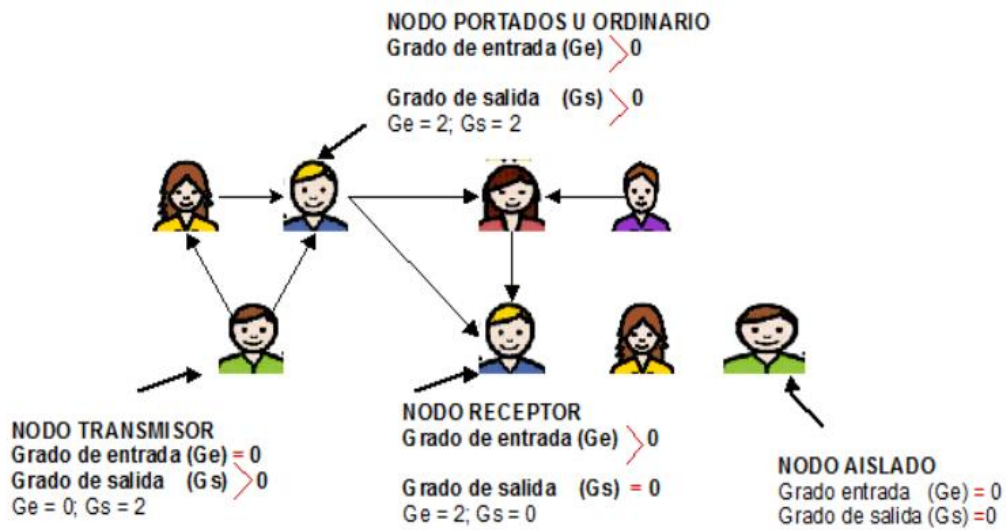 NODO PORTADOS U ORDINARIO
Grado de entrada (Ge) > 0
Grado de salida (Gs) > 0
Ge = 2; Gs = 2
NODO TRANSMISOR
Grado de entrada (Ge) = 0
Grado de salida (Gs) > 0
Ge = 0; Gs = 2
NODO RECEPTOR
Grado de entrada (Ge) > 0
Grado de salida (Gs) = 0
Ge = 2; Gs = 0
NODO AISLADO
Grado entrada (Ge) = 0
Grado de salida (Gs) =0